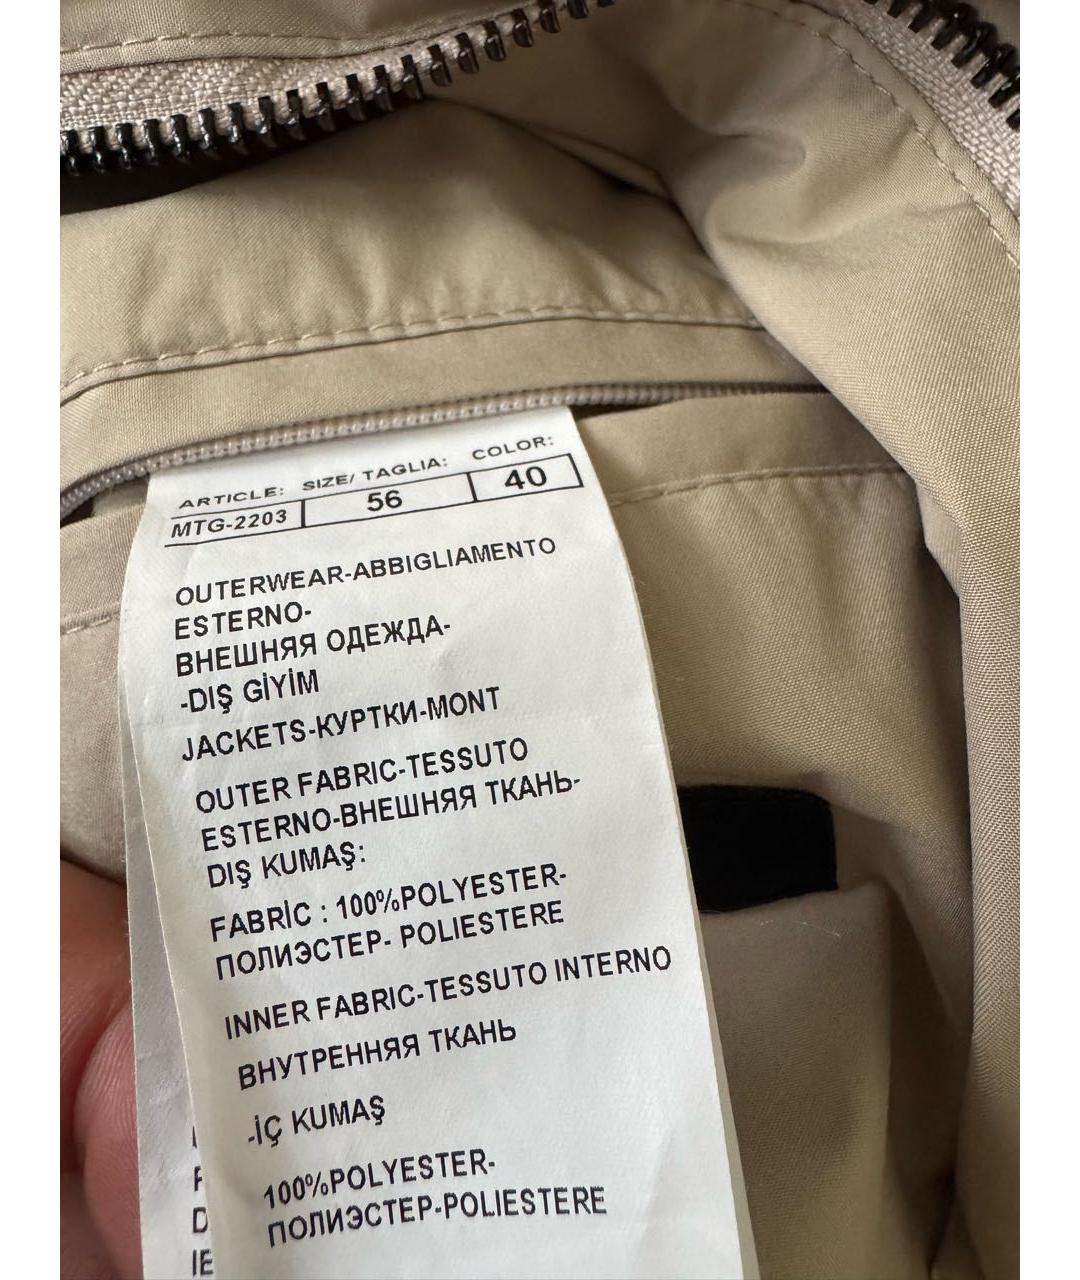 ARTICLE: SIZE/ TAGLIA: COLOR:
MTG-2203 56 40
OUTERWEAR-ABBIGLIAMENTO
ESTERNO-
ВНЕШНЯЯ ОДЕЖДА-
-DIŞ GİYİM
JACKETS-КУРТКИ-MONT
OUTER FABRIC-TESSUTO
ESTERNO-ВНЕШНЯЯ ТКАНЬ-
DIŞ KUMAŞ:
FABRİC : 100%POLYESTER-
ПОЛИЭСТЕР- POLIESTERE
INNER FABRIC-TESSUTO INTERNO
ВНУТРЕННЯЯ ТКАНЬ
-İÇ KUMAŞ
100%POLYESTER-
ПОЛИЭСТЕР-POLIESTERE